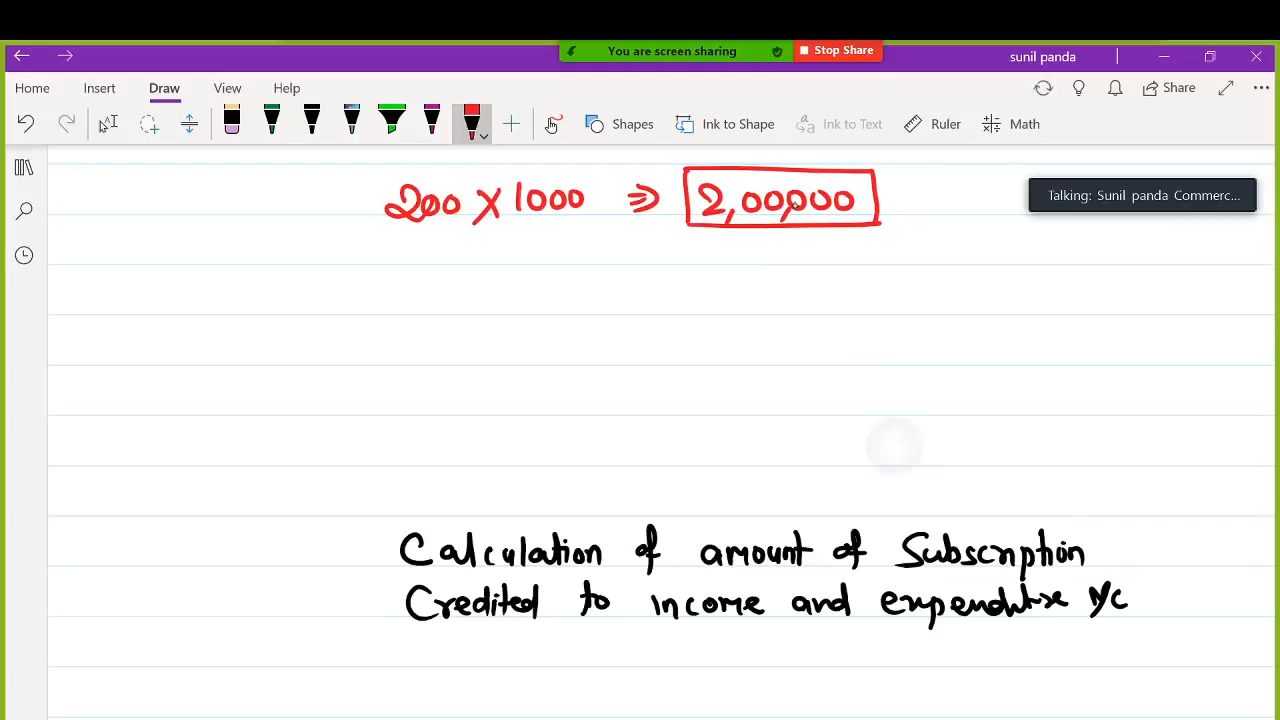 You are screen sharing
Stop Share
sunil panda
Home Insert Draw View Help
Share
Shapes Ink to Shape Ink to Text Ruler Math
200 X 1000 ⇒ 2,00,000
Talking: Sunil panda Commerc...
Calculation of amount of Subscription
Credited to income and expenditure A/C